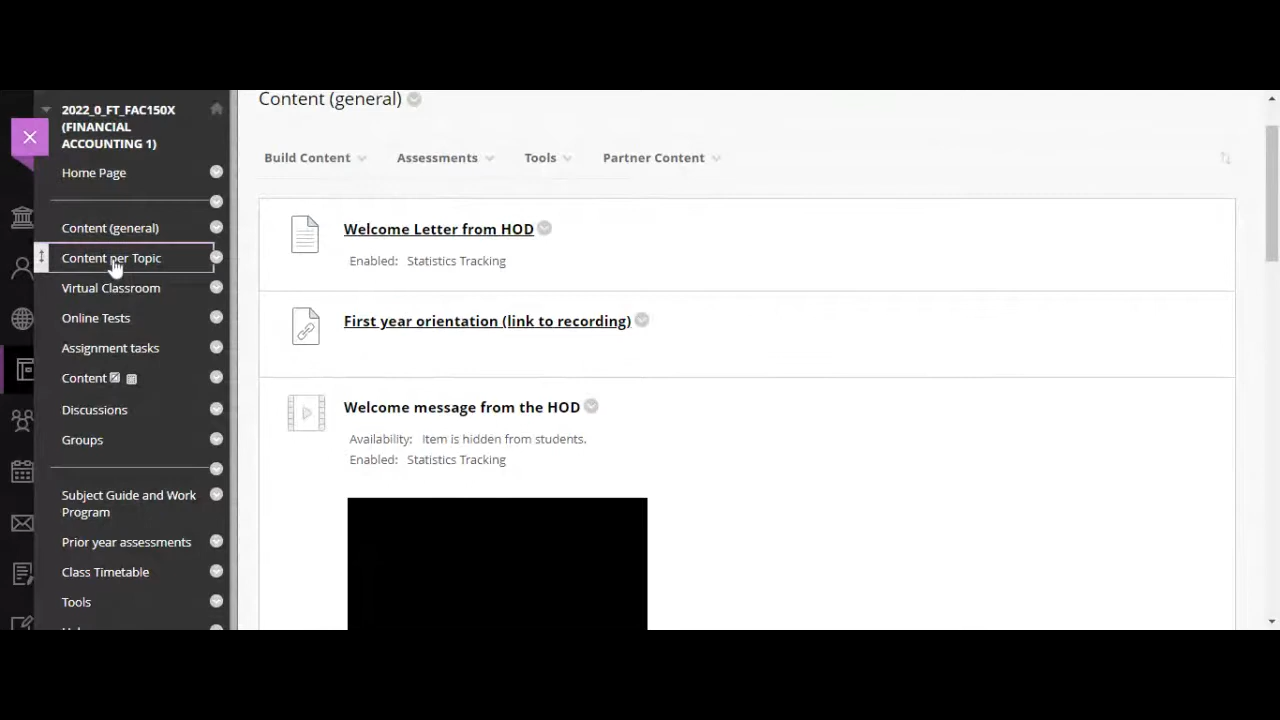 2022_0_FT_FAC150X
(FINANCIAL
ACCOUNTING 1)
Home Page
Content (general)
Content per Topic
Virtual Classroom
Online Tests
Assignment tasks
Content
Discussions
Groups
Subject Guide and Work
Program
Prior year assessments
Class Timetable
Tools
Content (general)
Build Content
Assessments
Tools
Partner Content
Welcome Letter from HOD
Enabled: Statistics Tracking
First year orientation (link to recording)
Welcome message from the HOD
Availability: Item is hidden from students.
Enabled: Statistics Tracking